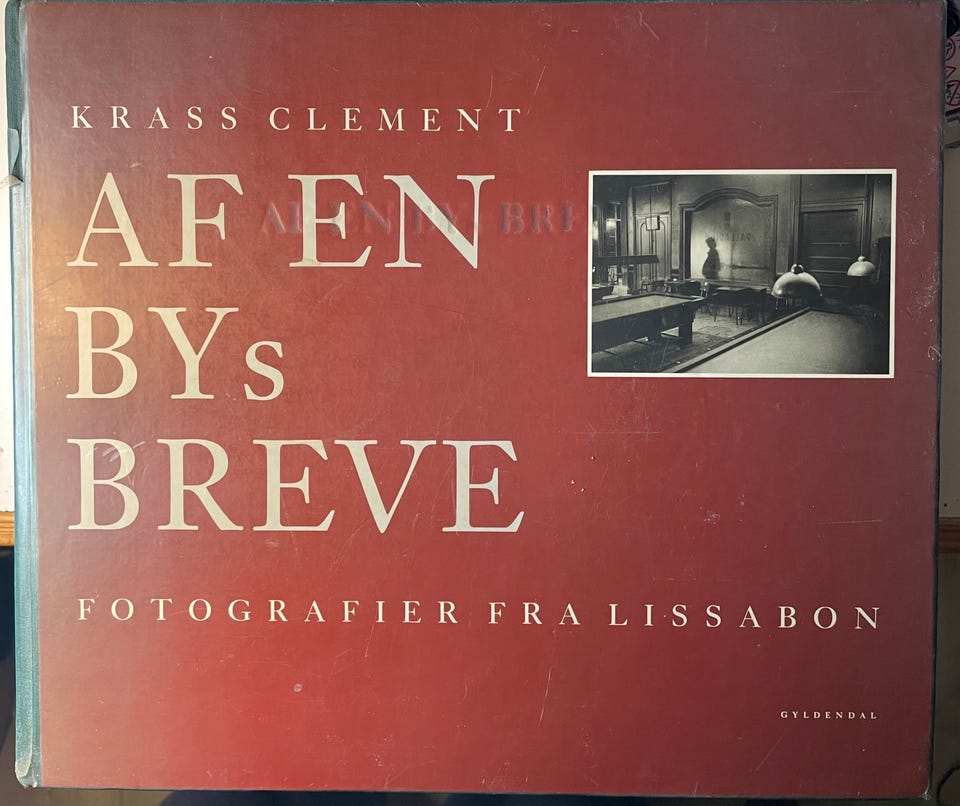 KRASS CLEMENT
AF EN
BYs
BREVE
FOTOGRAFIER FRA LISSABON
GYLDENDAL